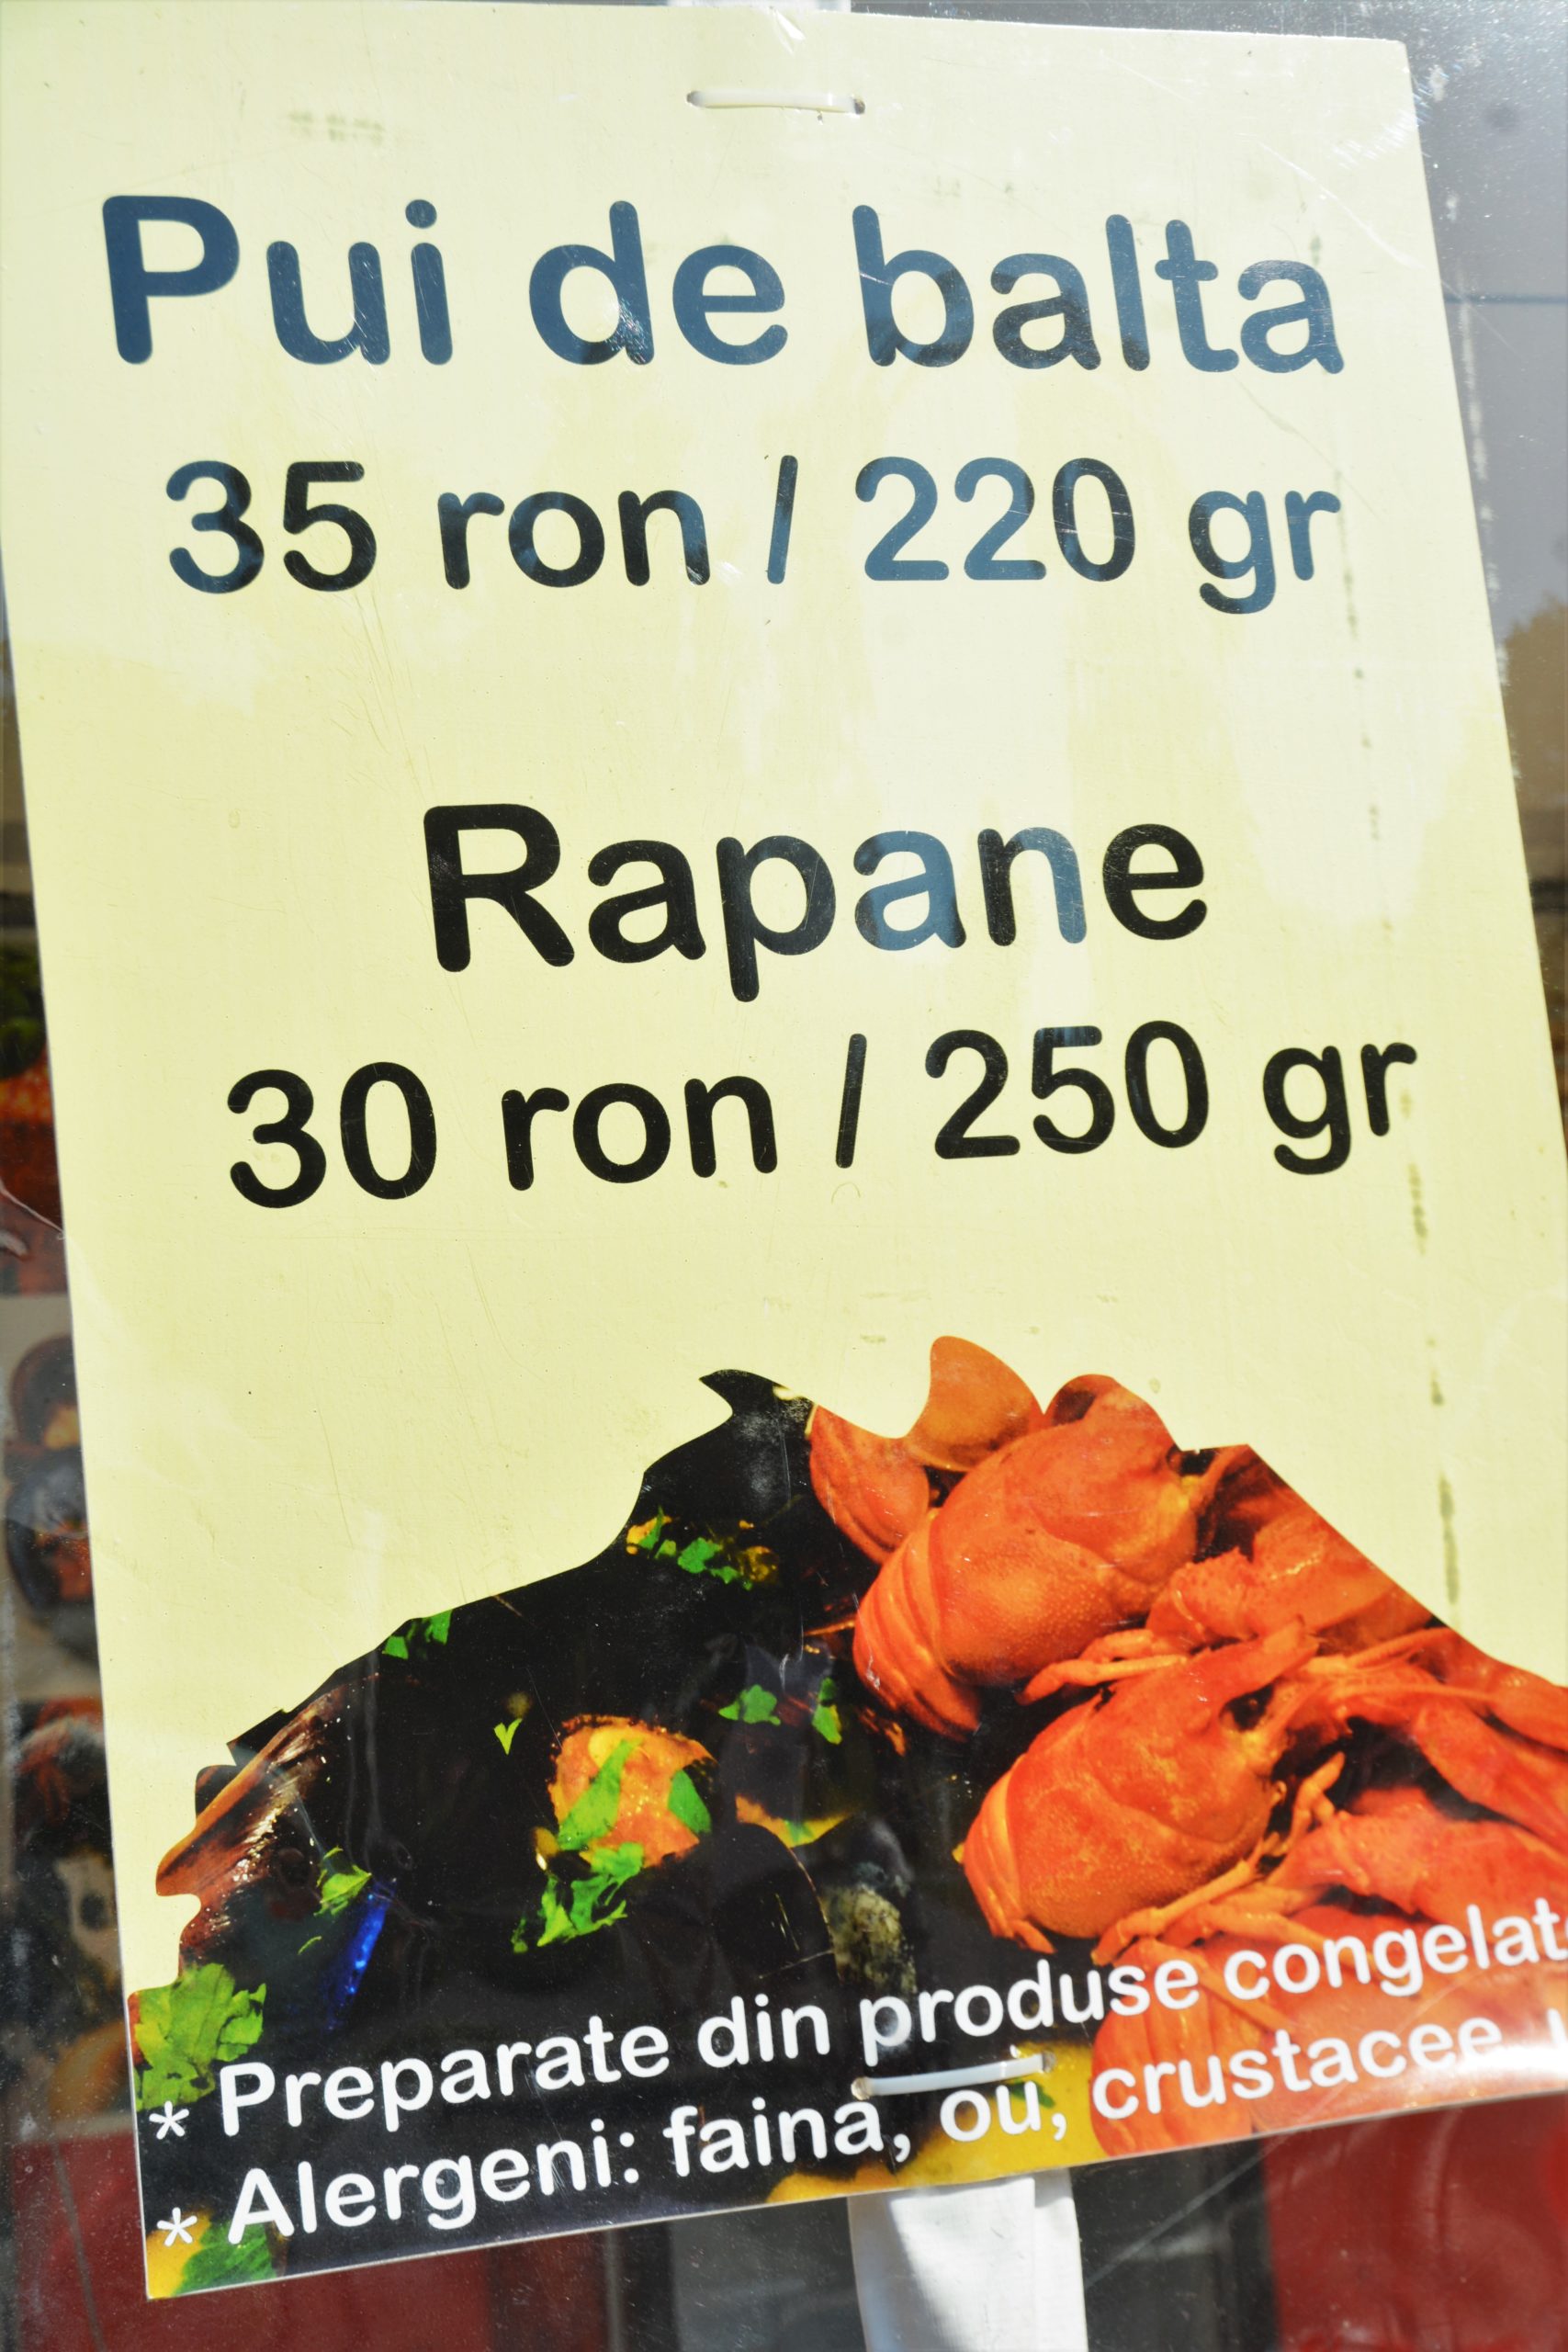 Pui de balta
35 ron / 220 gr
Rapane
30 ron / 250 gr
* Preparate din produse congelat
* Alergeni: faina, ou, crustacee